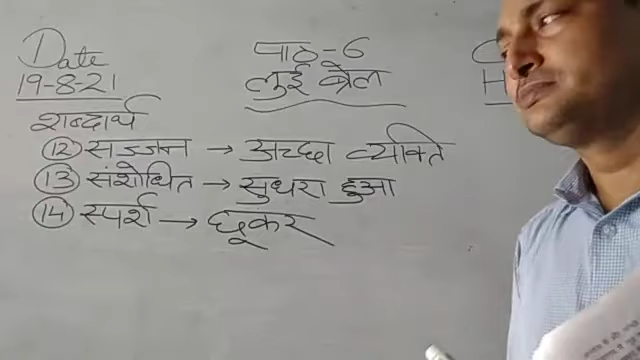 Date
19-8-21
पाठ-6
लुई ब्रेल
शब्दार्थ
12 सज्जन → अच्छा व्यक्ति
13 संशोधित → सुधरा हुआ
14 स्पर्श → छूकर